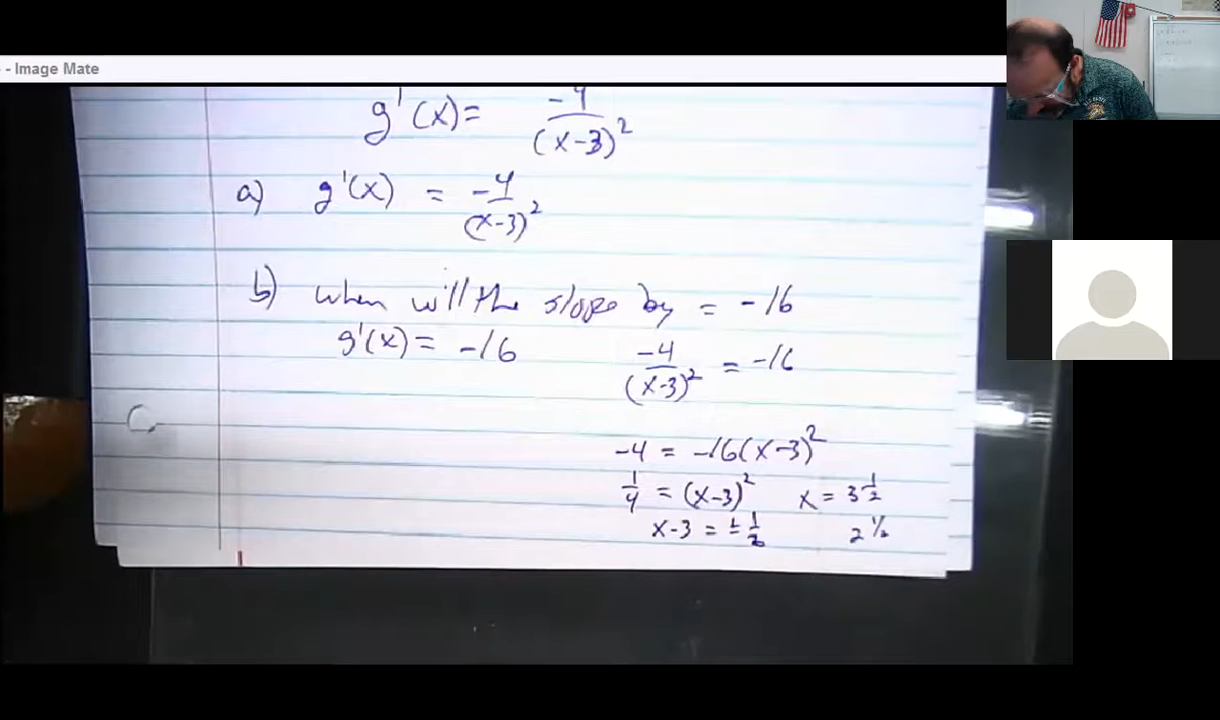 - Image Mate
g'(x) = -4/(x-3)²
a) g'(x) = -4/(x-3)²
b) when will the slope by = -16
g'(x) = -16    -4/(x-3)² = -16
-4 = -16(x-3)²
1/4 = (x-3)²    x = 3 1/2
x-3 = ± 1/2    2 1/2